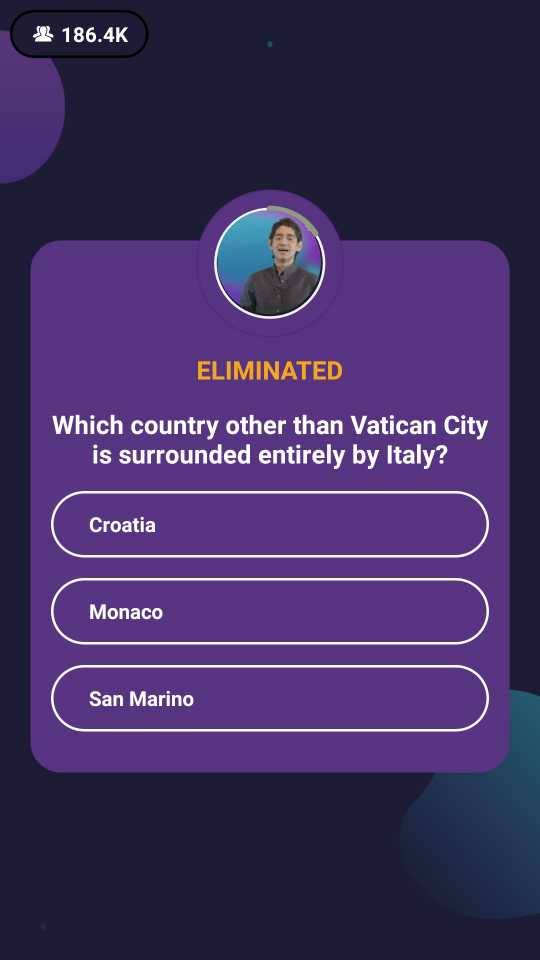 186.4K
ELIMINATED
Which country other than Vatican City
is surrounded entirely by Italy?
Croatia
Monaco
San Marino